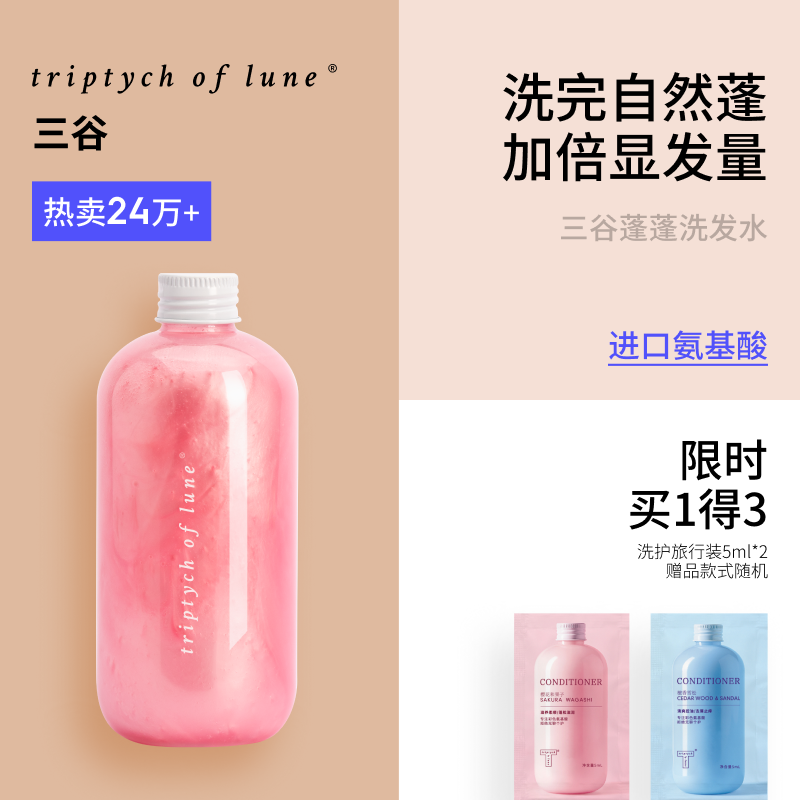 triptych of lune®
三谷
热卖24万+
triptych of lune®
洗完自然蓬
加倍显发量
三谷蓬蓬洗发水
进口氨基酸
限时
买1得3
洗护旅行装5ml*2
赠品款式随机
CONDITIONER
SAKURA WAGASHI
CONDITIONER
CEDAR WOOD & SANDAL